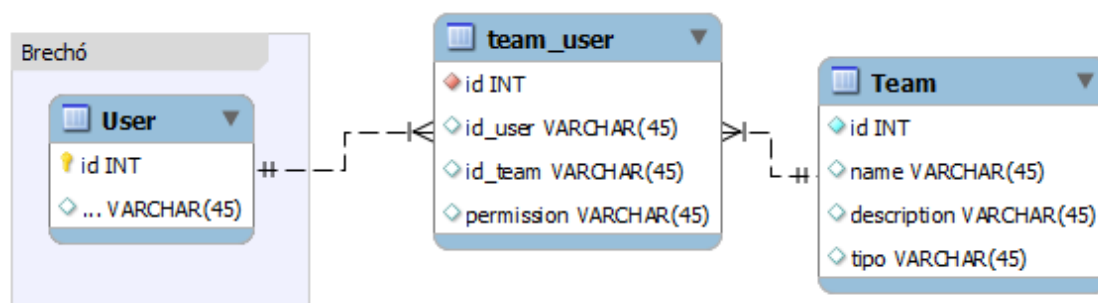 Brechó
User
id INT
... VARCHAR(45)
team_user
id INT
id_user VARCHAR(45)
id_team VARCHAR(45)
permission VARCHAR(45)
Team
id INT
name VARCHAR(45)
description VARCHAR(45)
tipo VARCHAR(45)